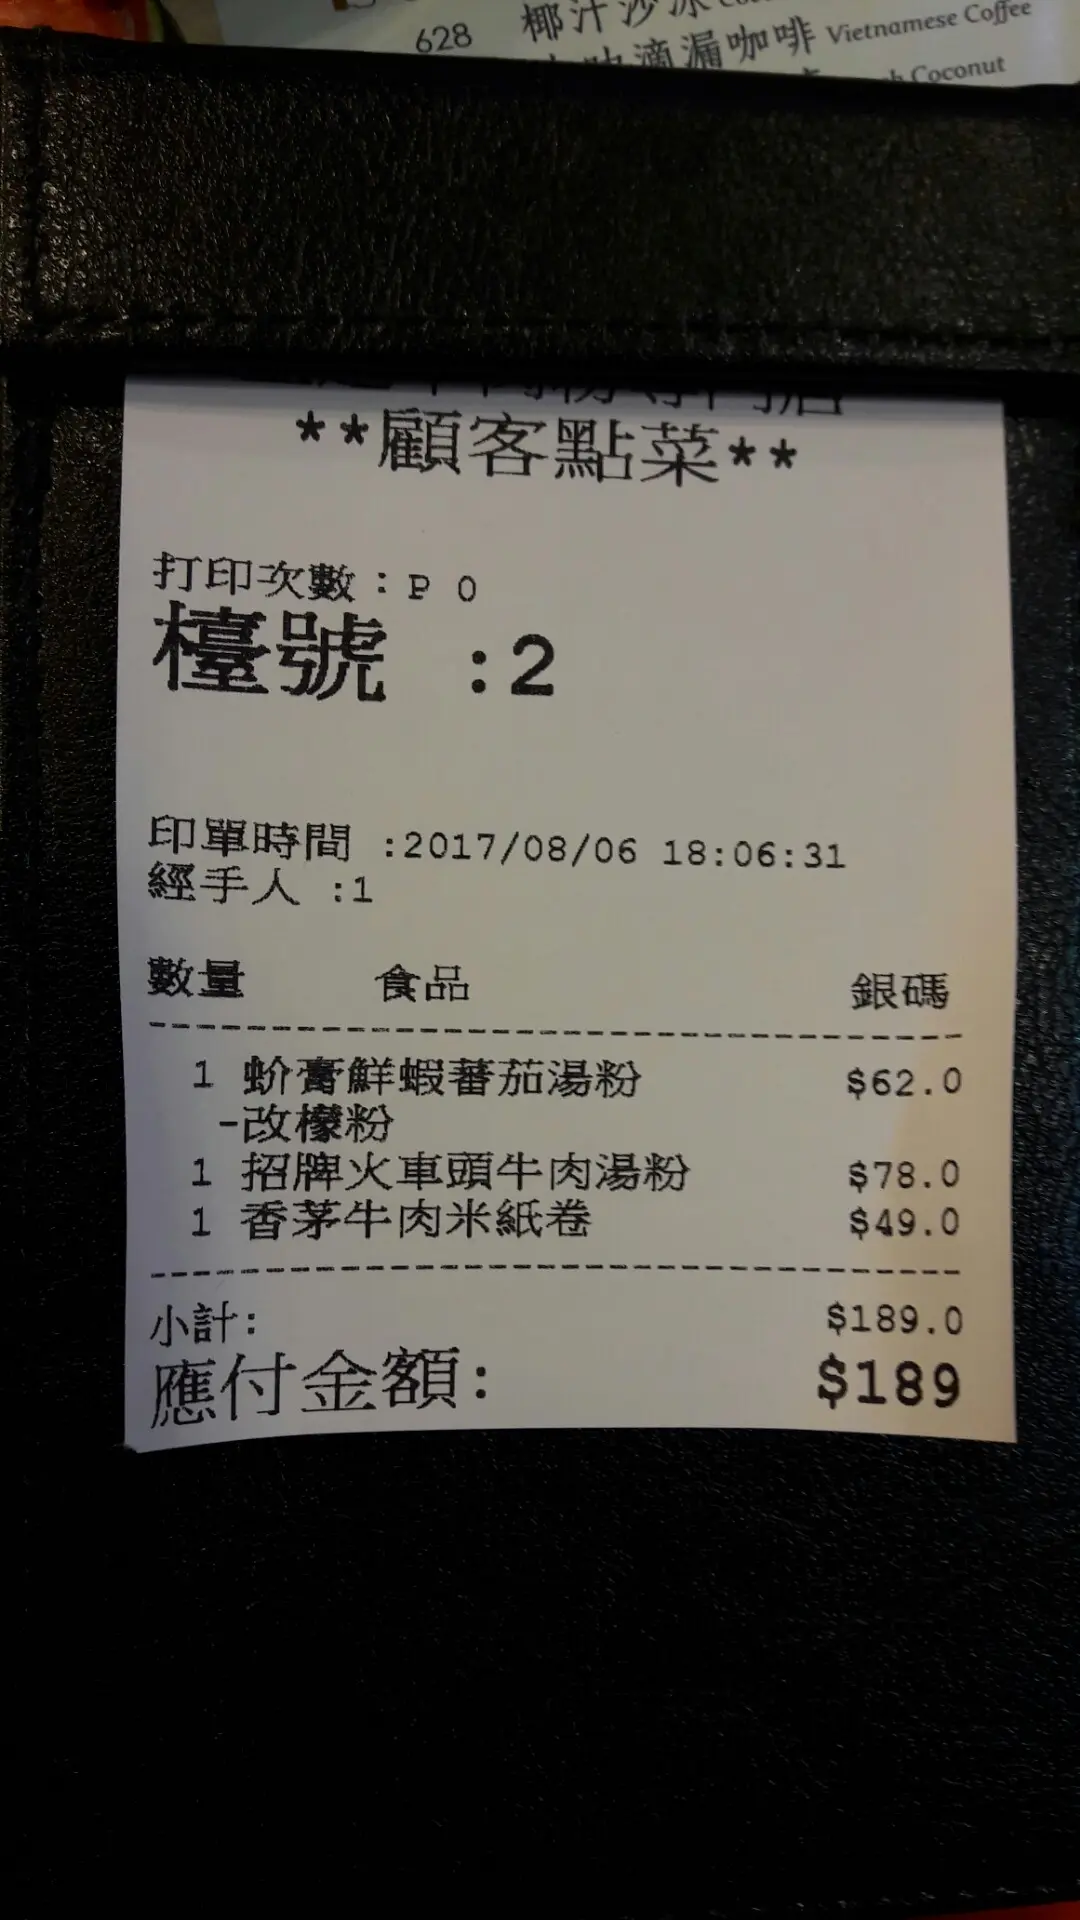 628 椰汁沙冰
滴漏咖啡 Vietnamese Coffee
Coconut
**顧客點菜**
打印次數：P 0
檯號 :2
印單時間 :2017/08/06 18:06:31
經手人 :1
數量 食品 銀碼
1 蚧膏鮮蝦蕃茄湯粉 $62.0
-改檬粉
1 招牌火車頭牛肉湯粉 $78.0
1 香茅牛肉米紙卷 $49.0
小計: $189.0
應付金額: $189